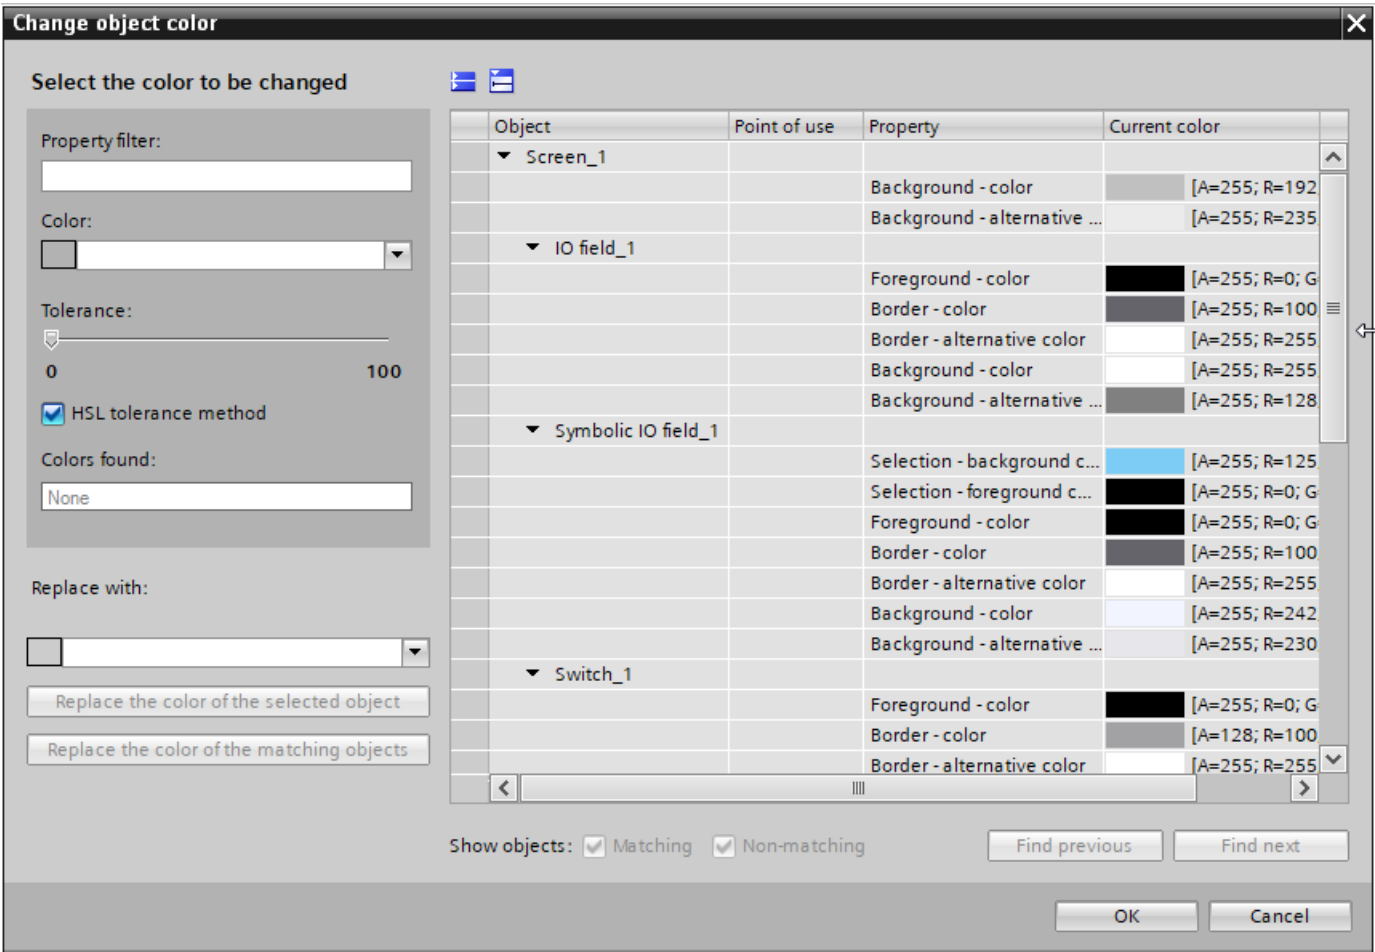 Change object color
Select the color to be changed
Property filter:
Color:
Tolerance:
0 100
HSL tolerance method
Colors found:
None
Replace with:
Replace the color of the selected object
Replace the color of the matching objects
Object Point of use Property Current color
Screen_1
Background - color [A=255; R=192,
Background - alternative ... [A=255; R=235,
IO field_1
Foreground - color [A=255; R=0; G
Border - color [A=255; R=100,
Border - alternative color [A=255; R=255,
Background - color [A=255; R=255,
Background - alternative ... [A=255; R=128,
Symbolic IO field_1
Selection - background c... [A=255; R=125,
Selection - foreground c... [A=255; R=0; G
Foreground - color [A=255; R=0; G
Border - color [A=255; R=100,
Border - alternative color [A=255; R=255,
Background - color [A=255; R=242,
Background - alternative ... [A=255; R=230,
Switch_1
Foreground - color [A=255; R=0; G
Border - color [A=128; R=100,
Border - alternative color [A=255; R=255
Show objects: Matching Non-matching Find previous Find next
OK Cancel